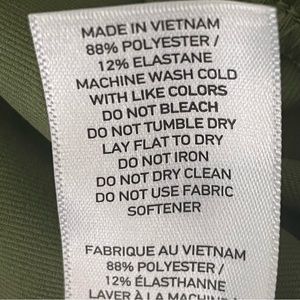 MADE IN VIETNAM
88% POLYESTER /
12% ELASTANE
MACHINE WASH COLD
WITH LIKE COLORS
DO NOT BLEACH
DO NOT TUMBLE DRY
LAY FLAT TO DRY
DO NOT IRON
DO NOT DRY CLEAN
DO NOT USE FABRIC
SOFTENER
FABRIQUE AU VIETNAM
88% POLYESTER /
12% ÉLASTHANNE
LAVER À LA MACHINE